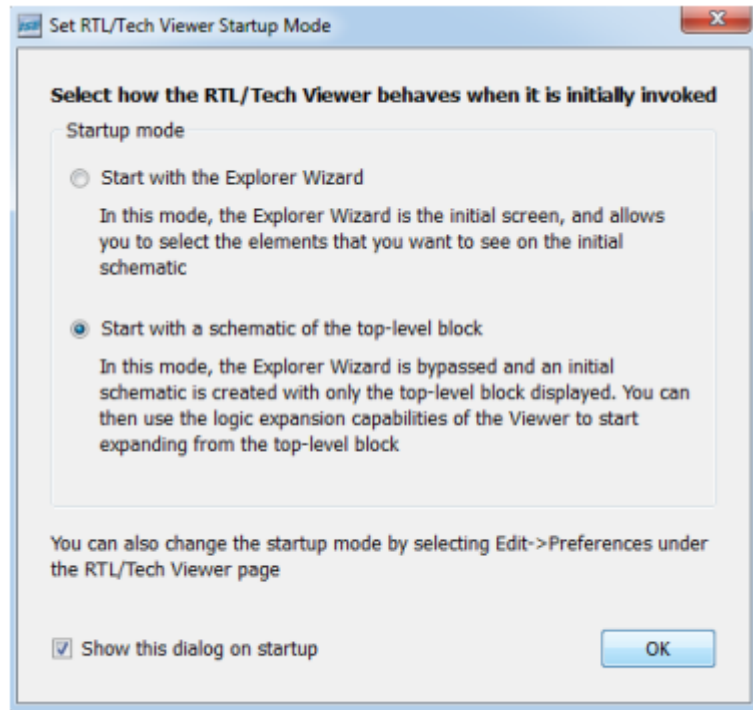 Set RTL/Tech Viewer Startup Mode
Select how the RTL/Tech Viewer behaves when it is initially invoked
Startup mode
Start with the Explorer Wizard
In this mode, the Explorer Wizard is the initial screen, and allows
you to select the elements that you want to see on the initial
schematic
Start with a schematic of the top-level block
In this mode, the Explorer Wizard is bypassed and an initial
schematic is created with only the top-level block displayed. You can
then use the logic expansion capabilities of the Viewer to start
expanding from the top-level block
You can also change the startup mode by selecting Edit->Preferences under
the RTL/Tech Viewer page
Show this dialog on startup
OK